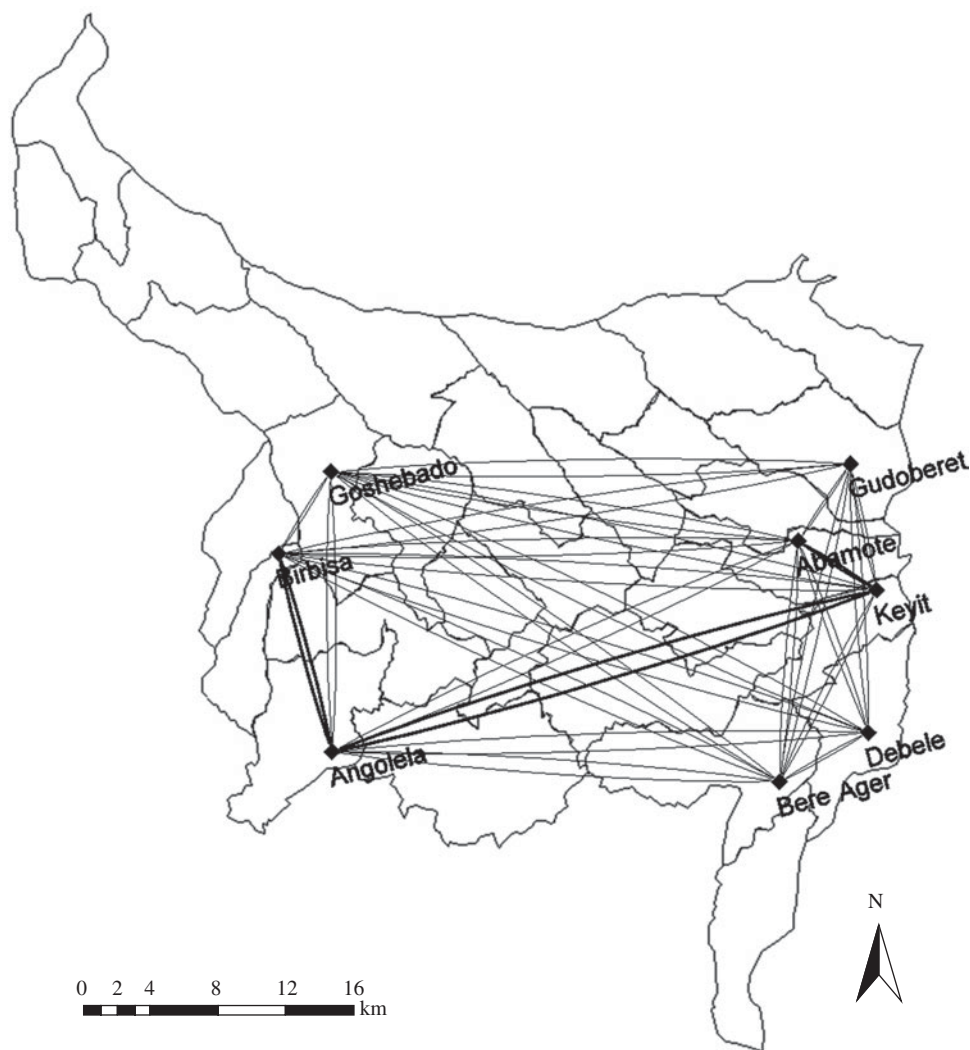 Goshebado
Gudoberet
Birbisa
Abamote
Keyit
Angolela
Debele
Bere Ager
N
0 2 4 8 12 16
km